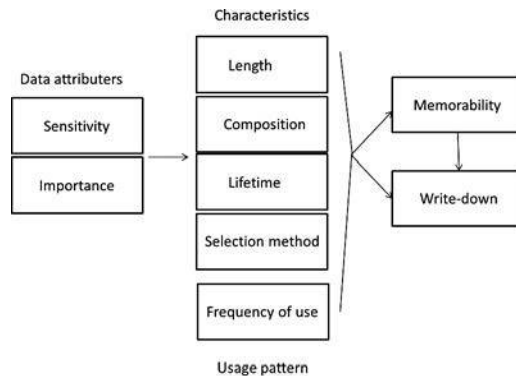 Characteristics
Data attributers
Sensitivity
Importance
Length
Composition
Lifetime
Selection method
Frequency of use
Usage pattern
Memorability
Write-down